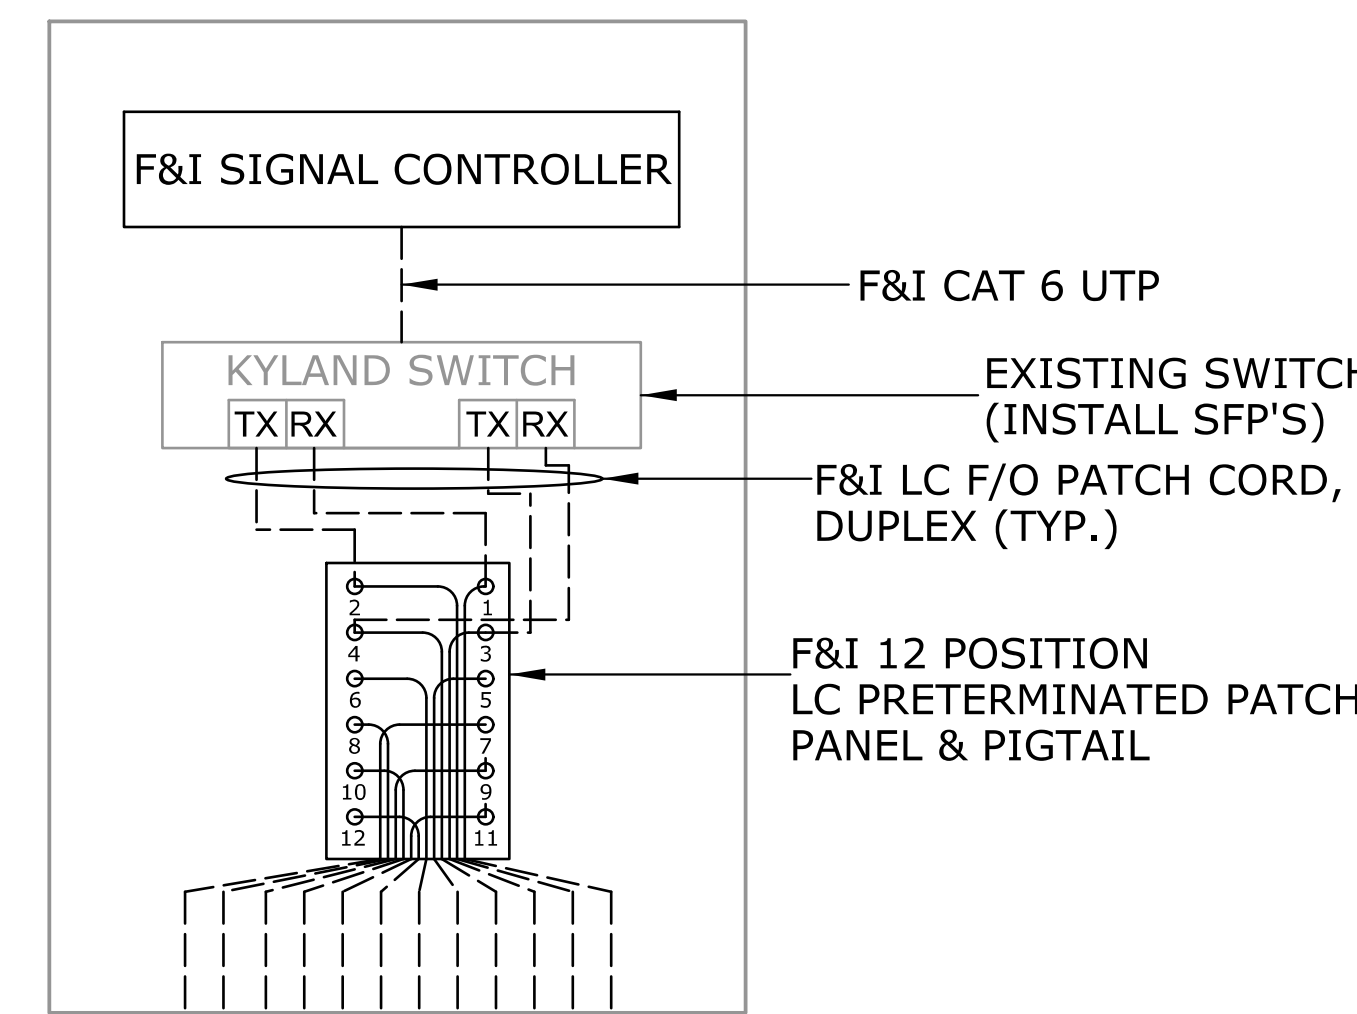 F&I SIGNAL CONTROLLER
F&I CAT 6 UTP
KYLAND SWITCH
EXISTING SWITCH
(INSTALL SFP'S)
TX RX TX RX
F&I LC F/O PATCH CORD,
DUPLEX (TYP.)
2 1
4 3
F&I 12 POSITION
LC PRETERMINATED PATCH
PANEL & PIGTAIL
6 5
8 7
10 9
12 11